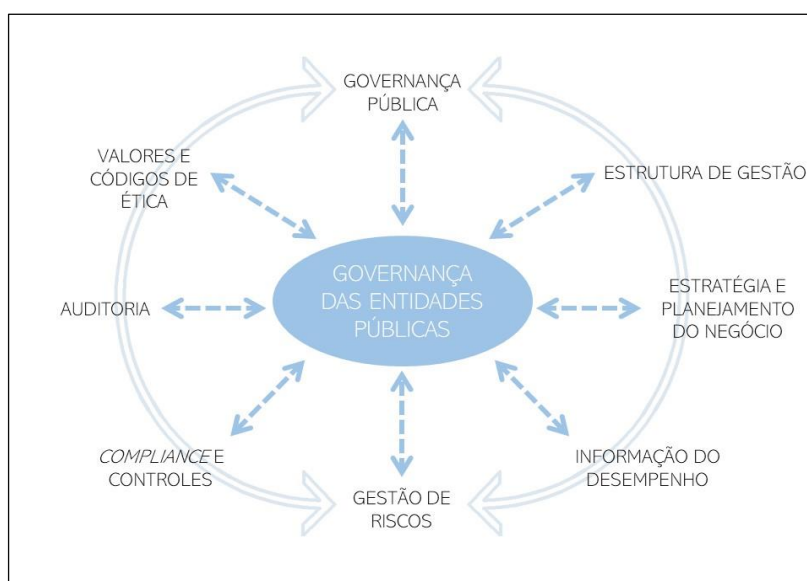 GOVERNANÇA
PÚBLICA
VALORES E
CÓDIGOS DE
ÉTICA
ESTRUTURA DE GESTÃO
GOVERNANÇA
DAS ENTIDADES
PÚBLICAS
AUDITORIA
ESTRATÉGIA E
PLANEJAMENTO
DO NEGÓCIO
COMPLIANCE E
CONTROLES
INFORMAÇÃO DO
DESEMPENHO
GESTÃO DE
RISCOS